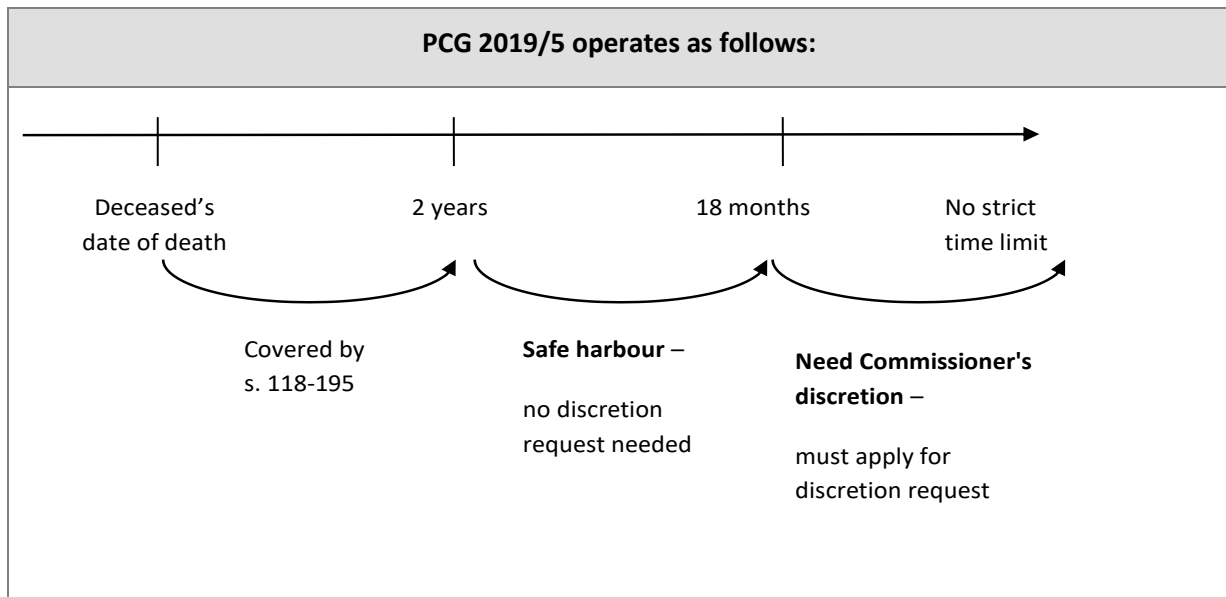 PCG 2019/5 operates as follows:
Deceased’s
date of death
2 years
18 months
No strict
time limit
Covered by
s. 118-195
Safe harbour –
no discretion
request needed
Need Commissioner's
discretion –
must apply for
discretion request